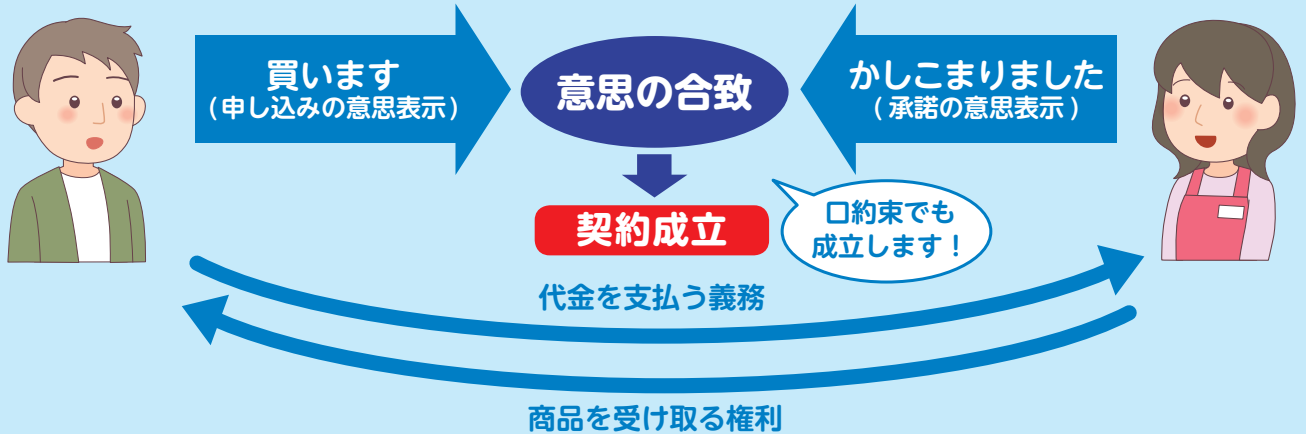 買います
(申し込みの意思表示)
意思の合致
かしこまりました
(承諾の意思表示)
契約成立
口約束でも
成立します！
代金を支払う義務
商品を受け取る権利